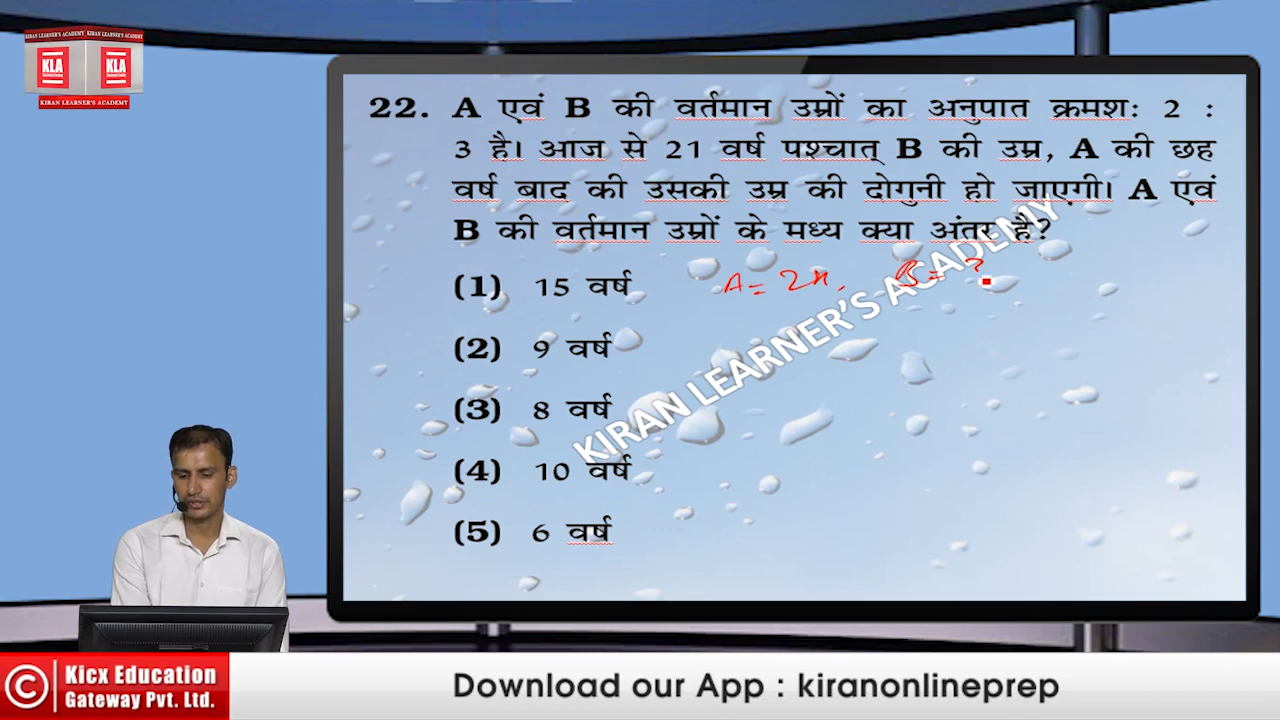 KIRAN LEARNER'S ACADEMY KIRAN LEARNER'S ACADEMY
KLA KLA
KIRAN LEARNER'S ACADEMY
22. A एवं B की वर्तमान उम्रों का अनुपात क्रमशः 2 :
3 है। आज से 21 वर्ष पश्चात् B की उम्र, A की छह
वर्ष बाद की उसकी उम्र की दोगुनी हो जाएगी। A एवं
B की वर्तमान उम्रों के मध्य क्या अंतर है?
A = 2x, B = 3
(1) 15 वर्ष
(2) 9 वर्ष
(3) 8 वर्ष
(4) 10 वर्ष
(5) 6 वर्ष
KIRAN LEARNER'S ACADEMY
© Kicx Education
Gateway Pvt. Ltd.
Download our App : kiranonlineprep